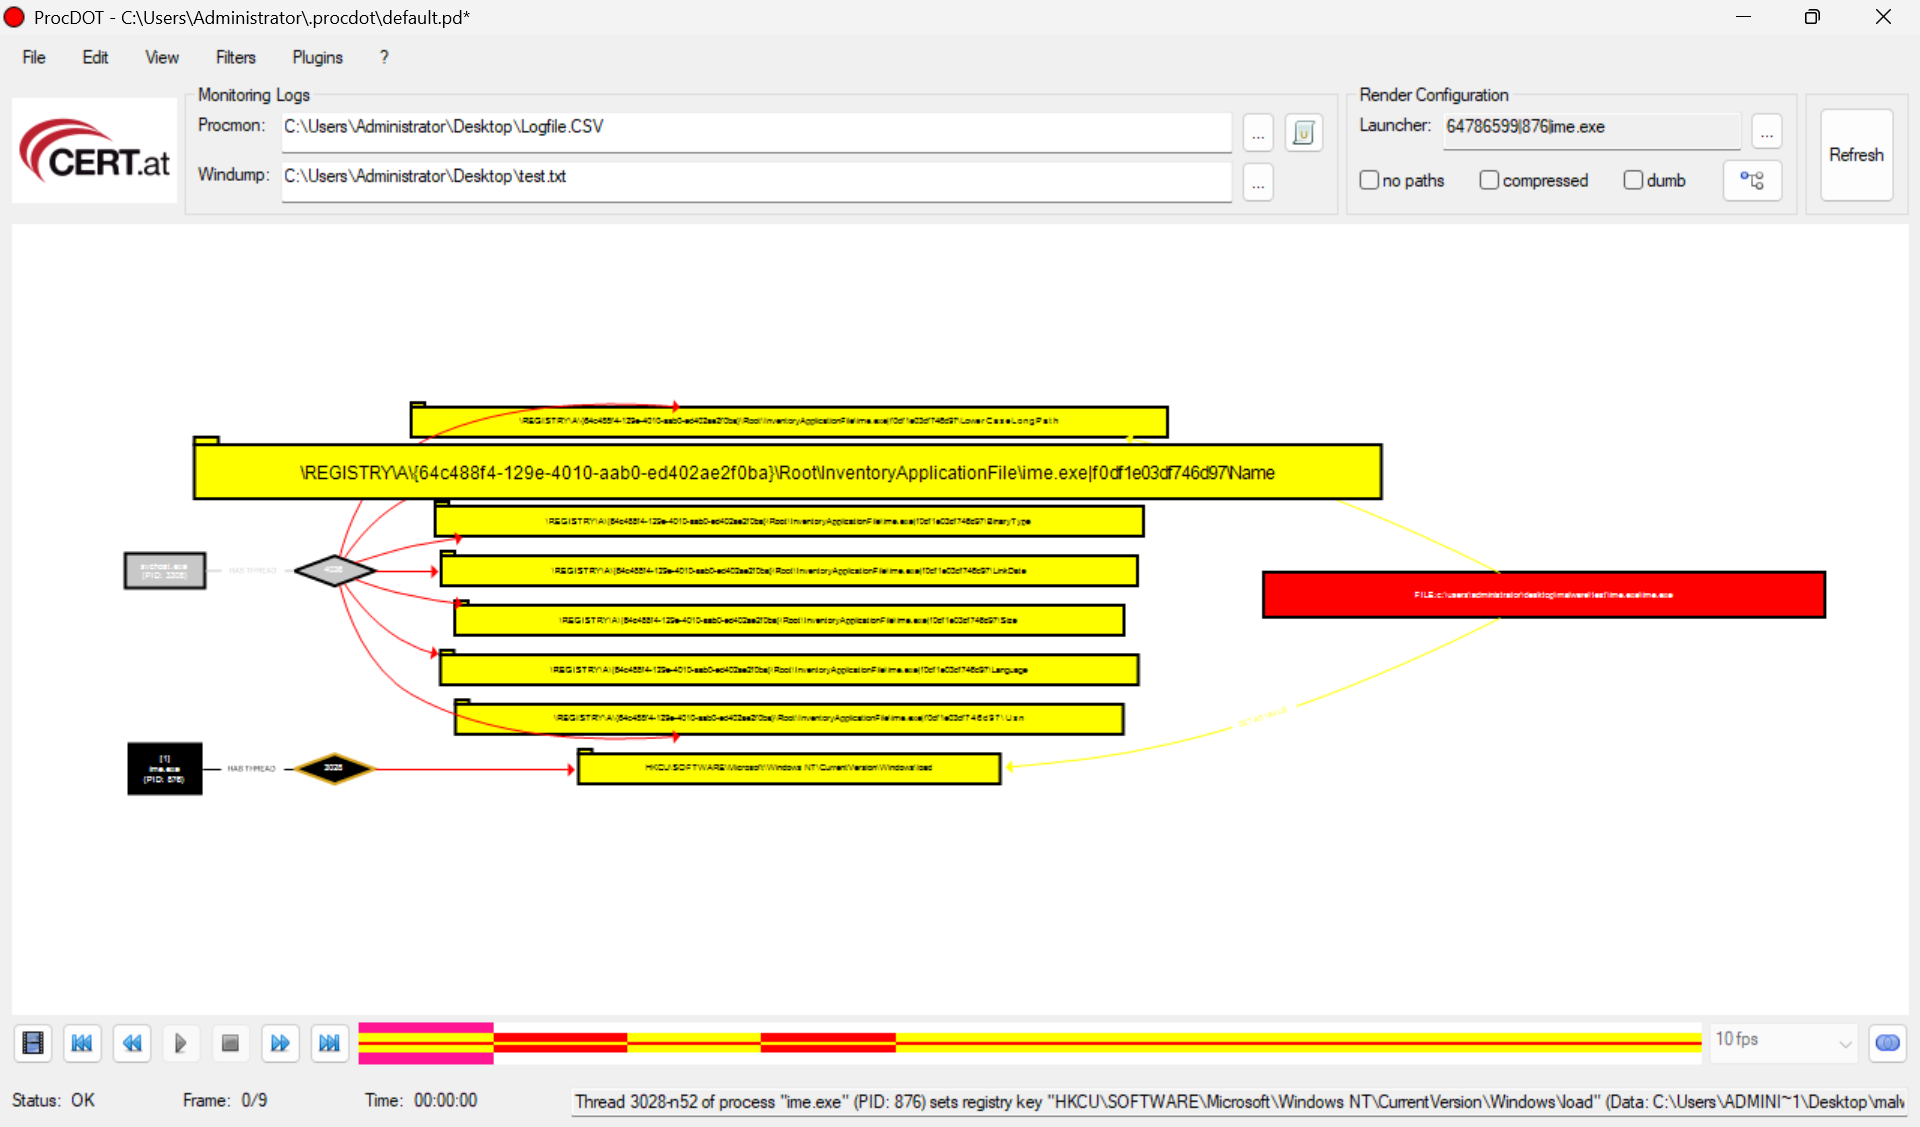 ProcDOT - C:\Users\Administrator\.procdot\default.pd*
File Edit View Filters Plugins ?
Monitoring Logs
Render Configuration
CERT.at
Procmon: C:\Users\Administrator\Desktop\Logfile.CSV ...
Launcher: 64786599|876|ime.exe ...
Refresh
Windump: C:\Users\Administrator\Desktop\test.txt ...
no paths compressed dumb
\REGISTRY\A\{64c488f4-129e-4010-aab0-ed402ae2f0ba}\Root\InventoryApplicationFile\ime.exe|f0df1e03df746d97\LowerCaseLongPath
\REGISTRY\A\{64c488f4-129e-4010-aab0-ed402ae2f0ba}\Root\InventoryApplicationFile\ime.exe|f0df1e03df746d97\Name
\REGISTRY\A\{64c488f4-129e-4010-aab0-ed402ae2f0ba}\Root\InventoryApplicationFile\ime.exe|f0df1e03df746d97\BinaryType
HAS THREAD
\REGISTRY\A\{64c488f4-129e-4010-aab0-ed402ae2f0ba}\Root\InventoryApplicationFile\ime.exe|f0df1e03df746d97\LinkDate
svchost.exe
FILE:c:\users\administrator\desktop\malware\test\ime.exe\ime.exe
\REGISTRY\A\{64c488f4-129e-4010-aab0-ed402ae2f0ba}\Root\InventoryApplicationFile\ime.exe|f0df1e03df746d97\Size
\REGISTRY\A\{64c488f4-129e-4010-aab0-ed402ae2f0ba}\Root\InventoryApplicationFile\ime.exe|f0df1e03df746d97\Language
\REGISTRY\A\{64c488f4-129e-4010-aab0-ed402ae2f0ba}\Root\InventoryApplicationFile\ime.exe|f0df1e03df746d97\Usn
[1]
ime.exe
(PID: 876)
HAS THREAD
3028
HKCU\SOFTWARE\Microsoft\Windows NT\CurrentVersion\Windows\load
10 fps
Status: OK Frame: 0/9 Time: 00:00:00 Thread 3028-n52 of process "ime.exe" (PID: 876) sets registry key "HKCU\SOFTWARE\Microsoft\Windows NT\CurrentVersion\Windows\load" (Data: C:\Users\ADMINI~1\Desktop\malw